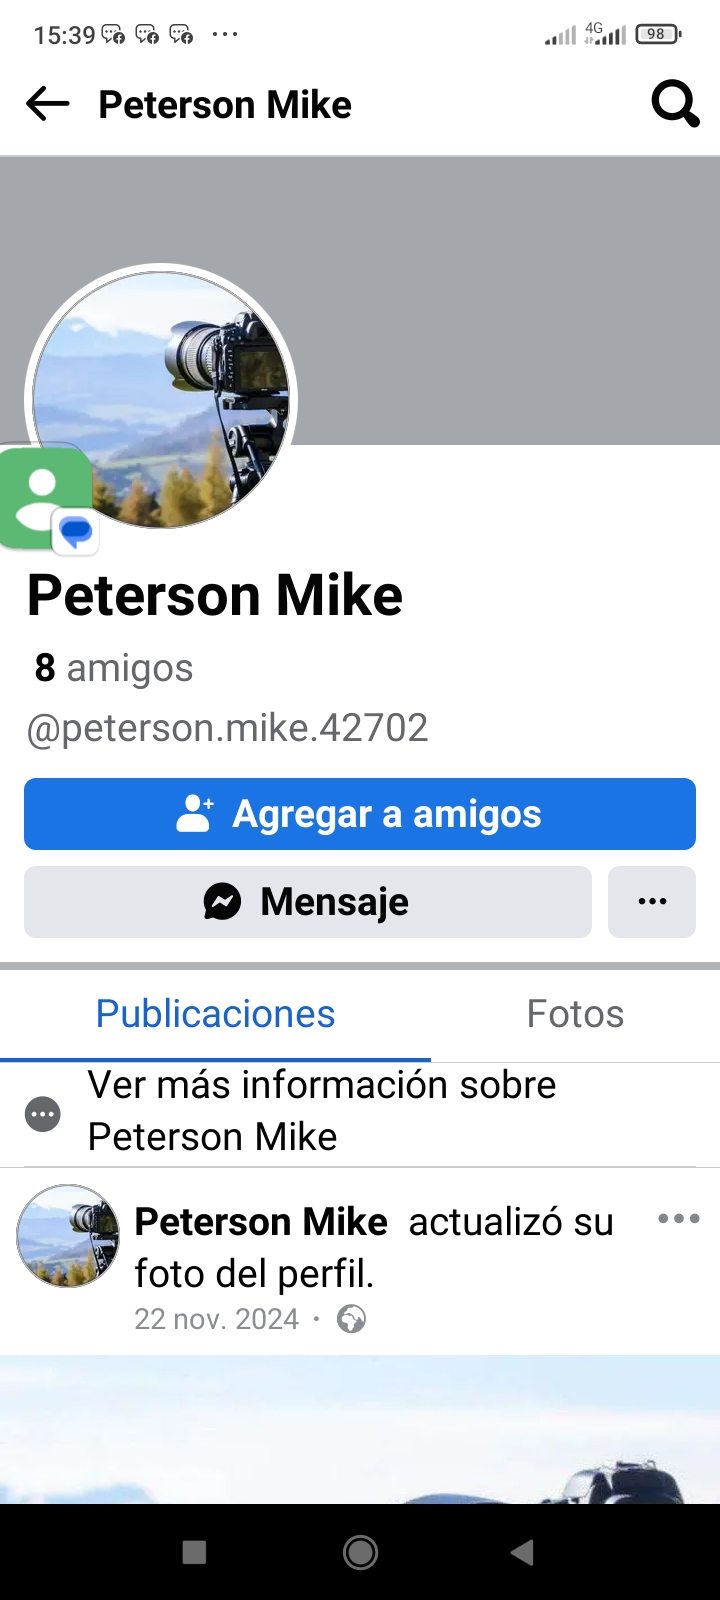 15:39
4G
98
Peterson Mike
Peterson Mike
8 amigos
@peterson.mike.42702
Agregar a amigos
Mensaje
Publicaciones
Fotos
Ver más información sobre
Peterson Mike
Peterson Mike actualizó su
foto del perfil.
22 nov. 2024 ·